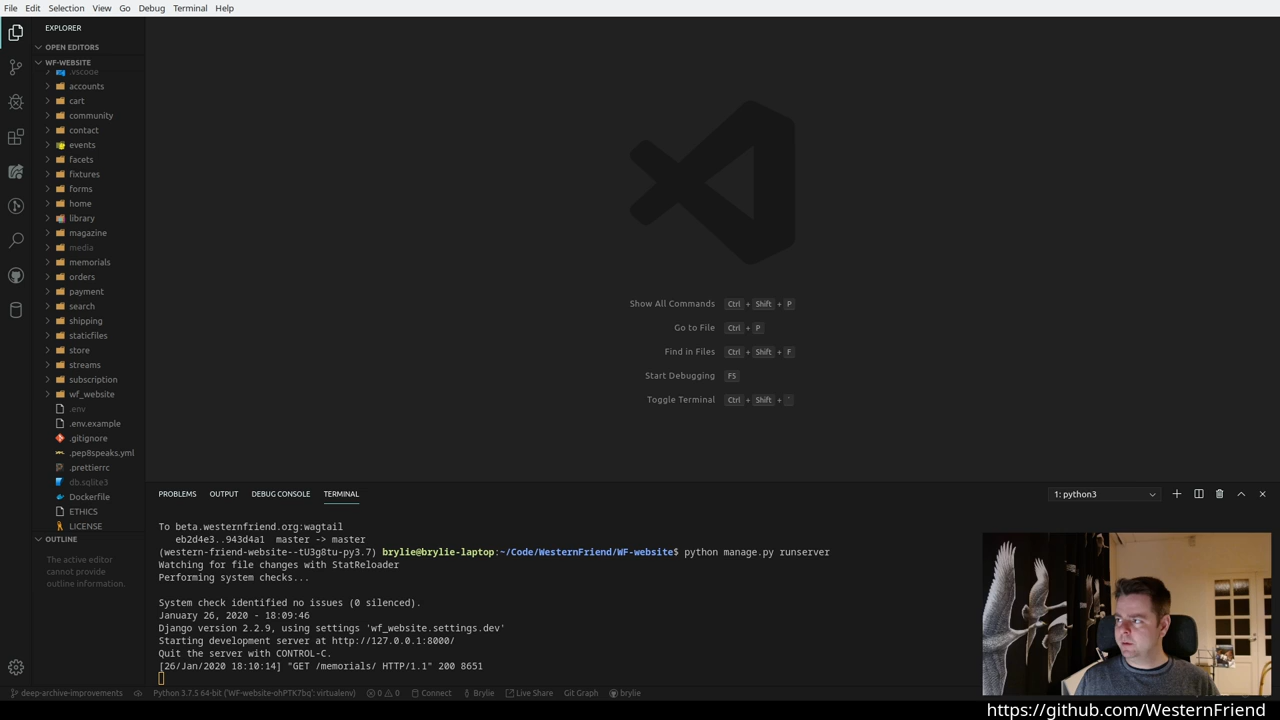 File Edit Selection View Go Debug Terminal Help
EXPLORER
OPEN EDITORS
WF-WEBSITE
.vscode
accounts
cart
community
contact
events
facets
fixtures
forms
home
library
magazine
media
memorials
orders
payment
search
shipping
staticfiles
store
streams
subscription
wf_website
.env
.env.example
.gitignore
.pep8speaks.yml
.prettierrc
db.sqlite3
Dockerfile
ETHICS
LICENSE
OUTLINE
The active editor
cannot provide
outline information.
Show All Commands Ctrl + Shift + P
Go to File Ctrl + P
Find in Files Ctrl + Shift + F
Start Debugging F5
Toggle Terminal Ctrl + Shift + `
PROBLEMS OUTPUT DEBUG CONSOLE TERMINAL 1: python3
To beta.westernfriend.org:wagtail
eb2d4e3..943d4a1 master -> master
(western-friend-website--tU3g8tu-py3.7) brylie@brylie-laptop:~/Code/WesternFriend/WF-website$ python manage.py runserver
Watching for file changes with StatReloader
Performing system checks...
System check identified no issues (0 silenced).
January 26, 2020 - 18:09:46
Django version 2.2.9, using settings 'wf_website.settings.dev'
Starting development server at http://127.0.0.1:8000/
Quit the server with CONTROL-C.
[26/Jan/2020 18:10:14] "GET /memorials/ HTTP/1.1" 200 8651
deep-archive-improvements Python 3.7.5 64-bit ('WF-website-ohPTK7bq': virtualenv) 0 0 Connect Brylie Live Share Git Graph brylie
https://github.com/WesternFriend